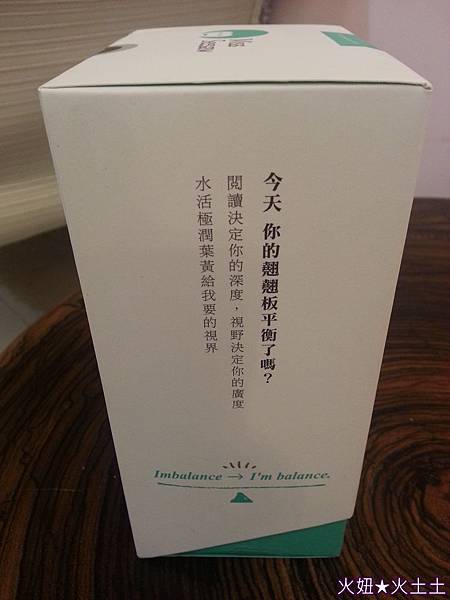 今天 你的翹翹板平衡了嗎？
閱讀決定你的深度，視野決定你的廣度
水活極潤葉黃給我要的視界
Imbalance → I'm balance.
火妞★火土土